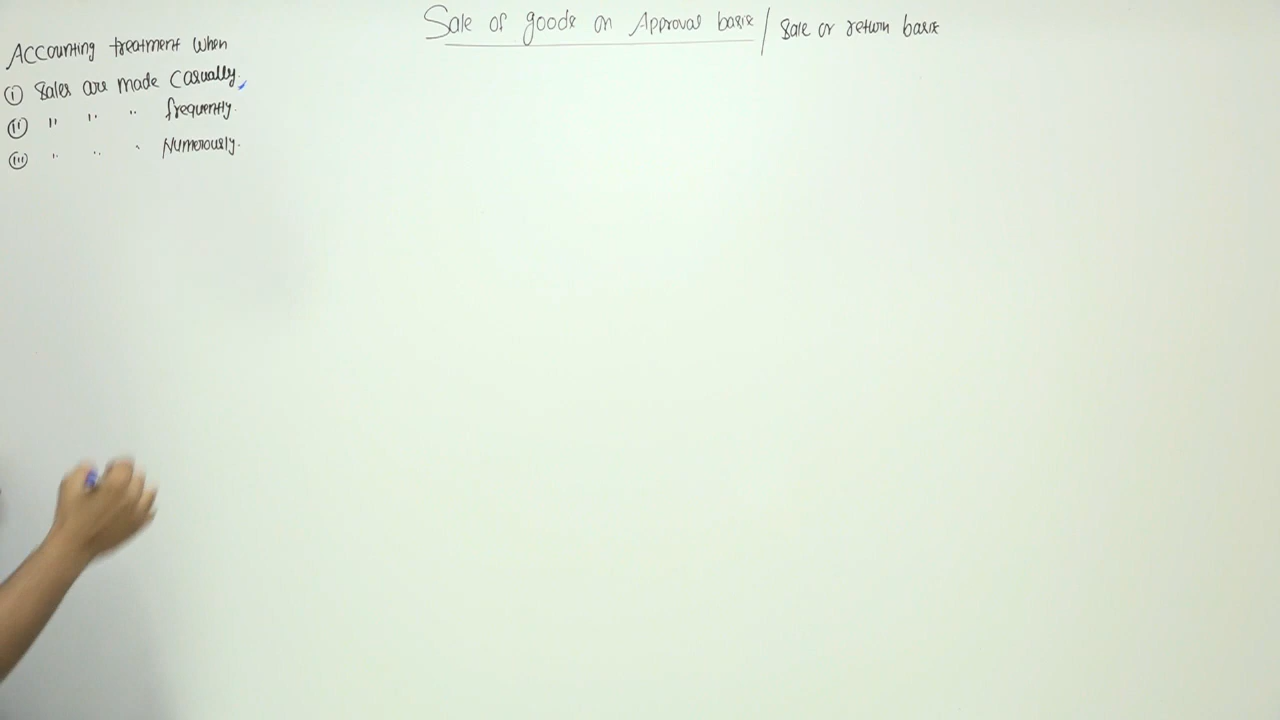 Sale of goods on Approval basis / Sale or return basis
Accounting treatment when
(i) Sales are made Casually.
(ii) " " " frequently.
(iii) " " " Numerously.